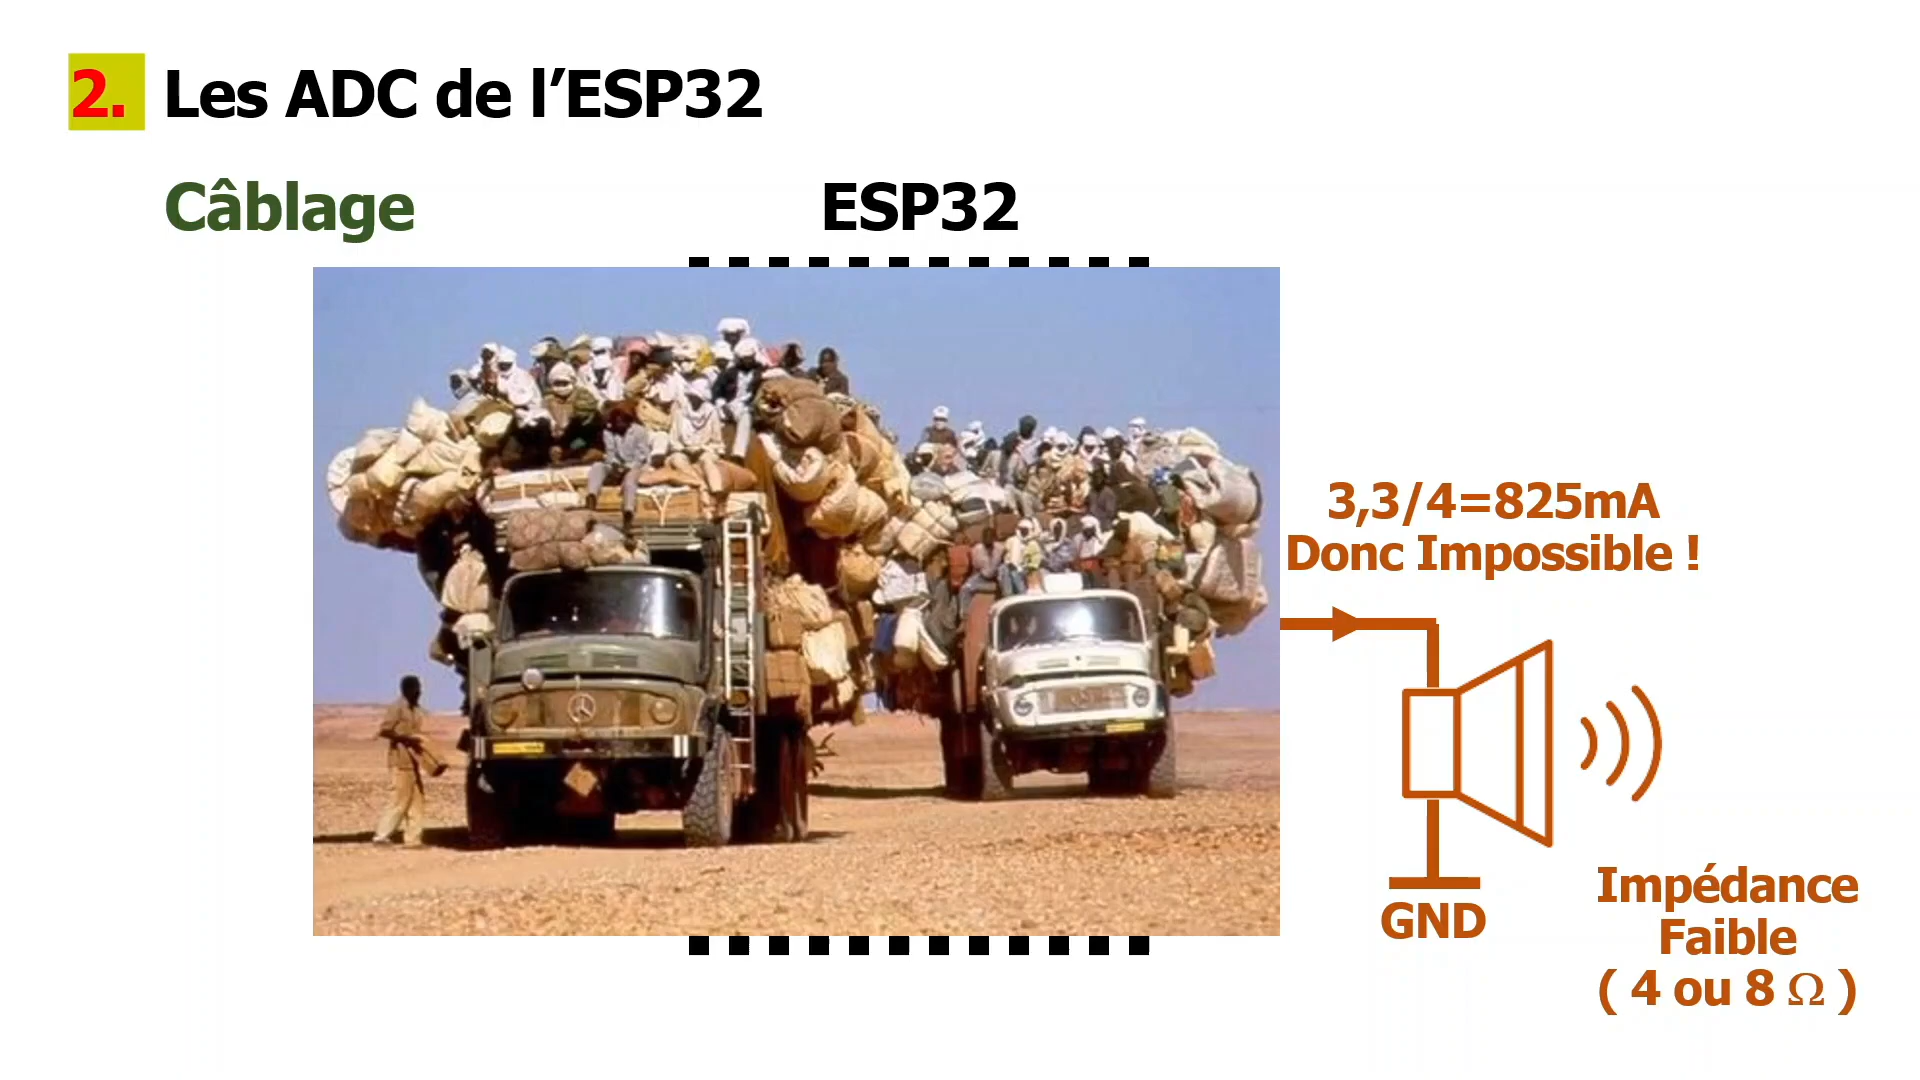 2. Les ADC de l’ESP32
Câblage
ESP32
3,3/4=825mA
Donc Impossible !
GND
Impédance
Faible
( 4 ou 8 Ω )